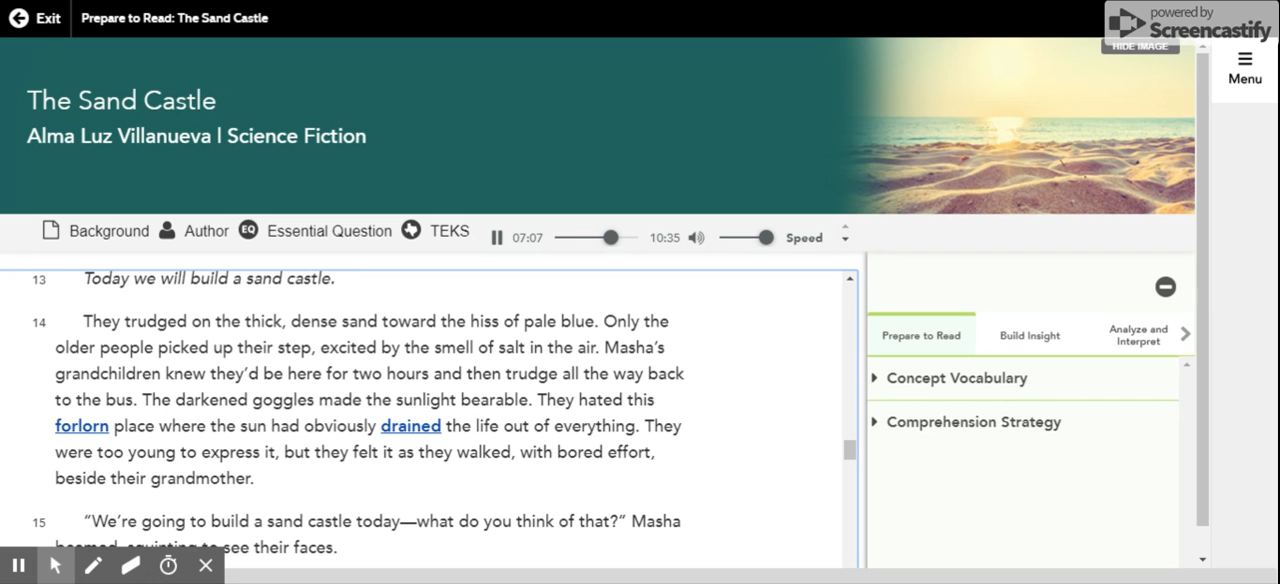 Exit Prepare to Read: The Sand Castle
powered by
Screencastify
HIDE IMAGE
Menu
The Sand Castle
Alma Luz Villanueva | Science Fiction
Background Author EQ Essential Question TEKS 07:07 10:35 Speed
13 Today we will build a sand castle.
14 They trudged on the thick, dense sand toward the hiss of pale blue. Only the
older people picked up their step, excited by the smell of salt in the air. Masha's
grandchildren knew they'd be here for two hours and then trudge all the way back
to the bus. The darkened goggles made the sunlight bearable. They hated this
forlorn place where the sun had obviously drained the life out of everything. They
were too young to express it, but they felt it as they walked, with bored effort,
beside their grandmother.
15 "We're going to build a sand castle today—what do you think of that?" Masha
see their faces.
Prepare to Read Build Insight Analyze and
Interpret
Concept Vocabulary
Comprehension Strategy